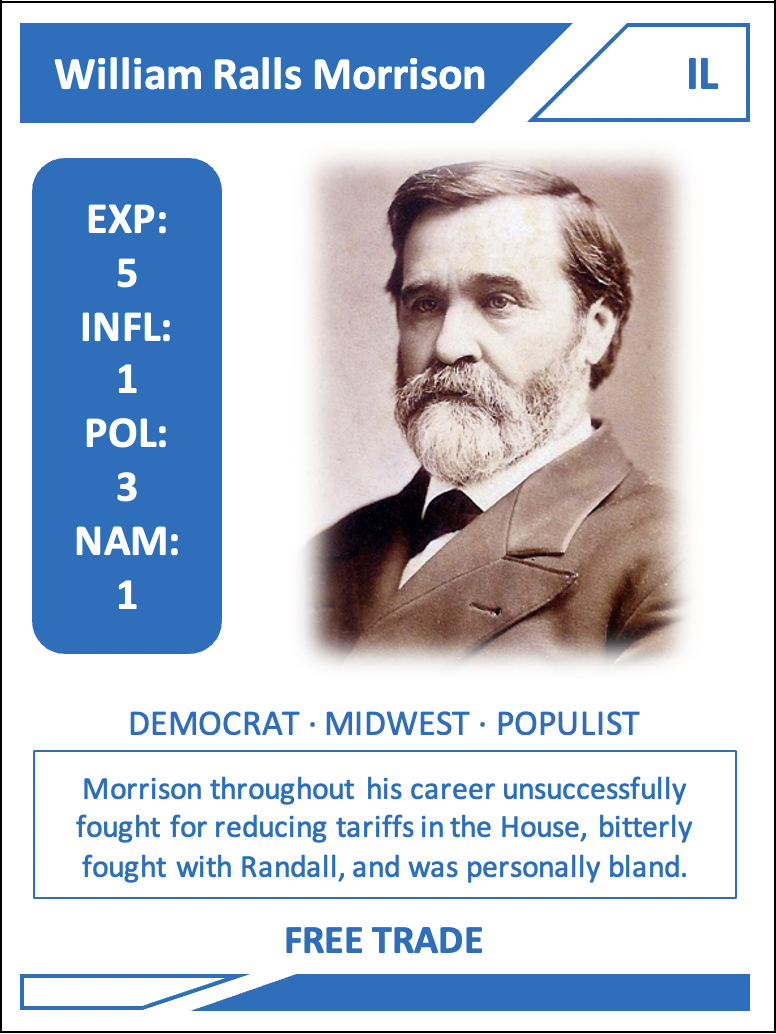 William Ralls Morrison
IL
EXP:
5
INFL:
1
POL:
3
NAM:
1
DEMOCRAT · MIDWEST · POPULIST
Morrison throughout his career unsuccessfully
fought for reducing tariffs in the House, bitterly
fought with Randall, and was personally bland.
FREE TRADE